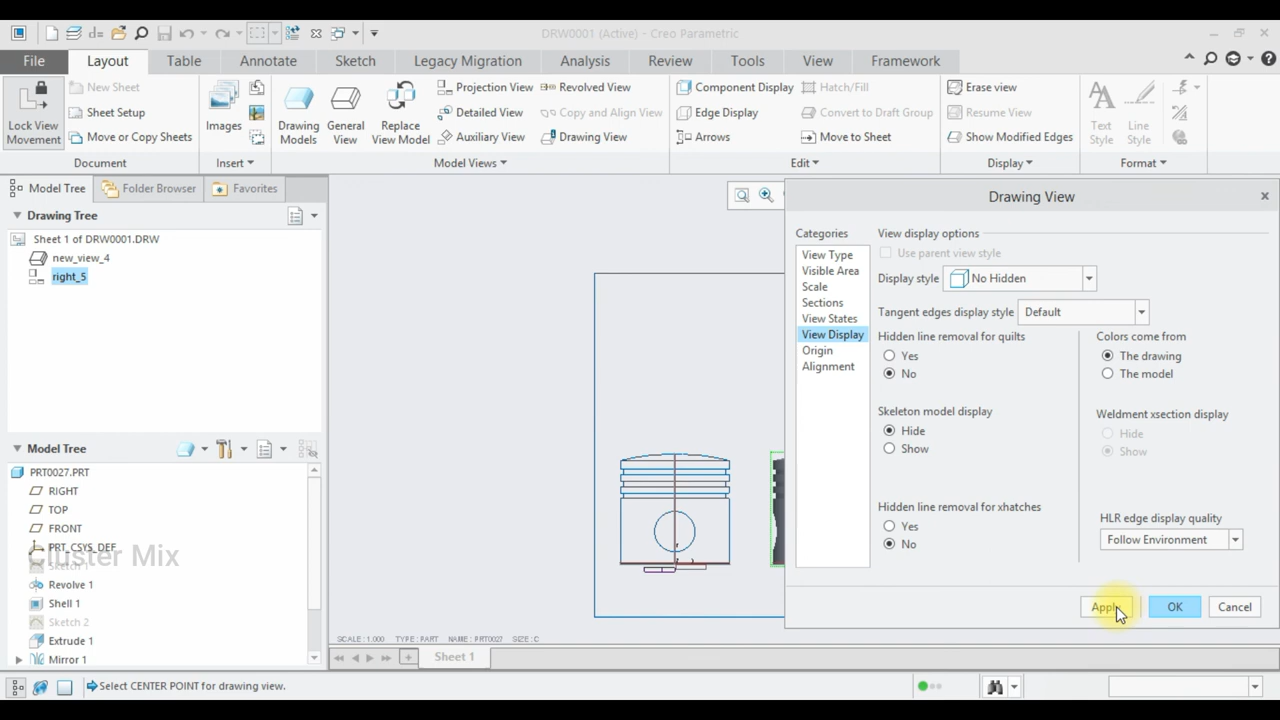 DRW0001 (Active) - Creo Parametric
File Layout Table Annotate Sketch Legacy Migration Analysis Review Tools View Framework
Lock View Movement
New Sheet
Sheet Setup
Move or Copy Sheets
Document
Images
Insert
Drawing Models
General View
Replace View Model
Projection View
Detailed View
Auxiliary View
Revolved View
Copy and Align View
Drawing View
Model Views
Component Display
Edge Display
Arrows
Hatch/Fill
Convert to Draft Group
Move to Sheet
Edit
Erase view
Resume View
Show Modified Edges
Display
Text Style
Line Style
Format
Model Tree Folder Browser Favorites
Drawing Tree
Sheet 1 of DRW0001.DRW
new_view_4
right_5
Model Tree
PRT0027.PRT
RIGHT
TOP
FRONT
PRT_CSYS_DEF
Cluster Mix
Sketch 1
Revolve 1
Shell 1
Sketch 2
Extrude 1
Mirror 1
SCALE : 1.000 TYPE : PART NAME : PRT0027 SIZE : C
Sheet 1
Select CENTER POINT for drawing view.
Drawing View
Categories
View Type
Visible Area
Scale
Sections
View States
View Display
Origin
Alignment
View display options
Use parent view style
Display style No Hidden
Tangent edges display style Default
Hidden line removal for quilts
Yes
No
Skeleton model display
Hide
Show
Hidden line removal for xhatches
Yes
No
Colors come from
The drawing
The model
Weldment xsection display
Hide
Show
HLR edge display quality
Follow Environment
Apply OK Cancel